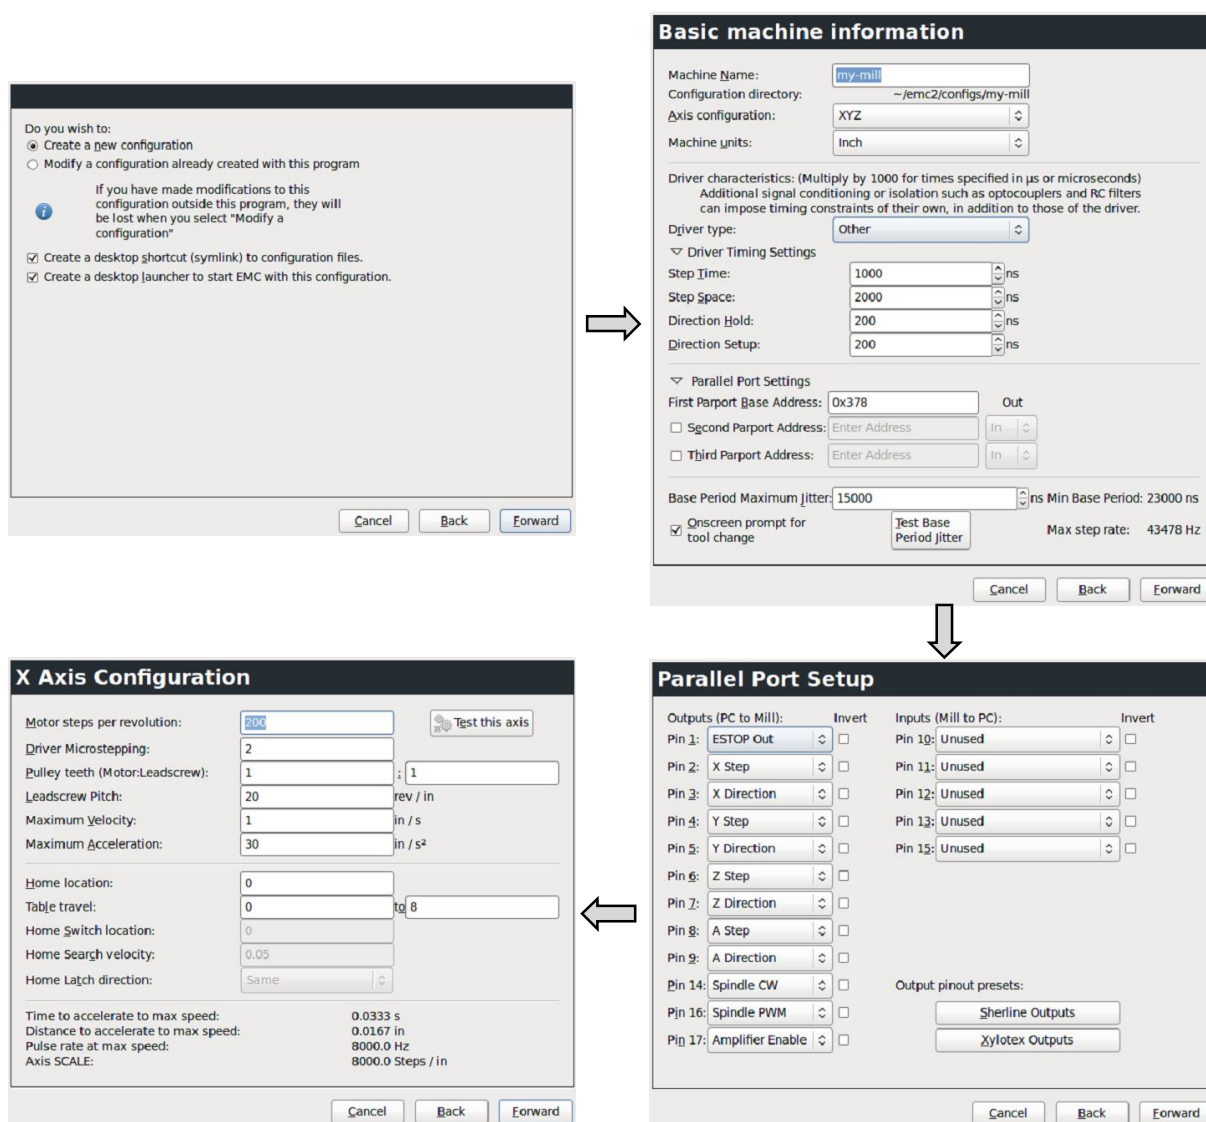 Do you wish to:
Create a new configuration
Modify a configuration already created with this program
If you have made modifications to this
configuration outside this program, they will
be lost when you select "Modify a
configuration"
Create a desktop shortcut (symlink) to configuration files.
Create a desktop launcher to start EMC with this configuration.
Cancel Back Forward
Basic machine information
Machine Name: my-mill
Configuration directory: ~/emc2/configs/my-mill
Axis configuration: XYZ
Machine units: Inch
Driver characteristics: (Multiply by 1000 for times specified in µs or microseconds)
Additional signal conditioning or isolation such as optocouplers and RC filters
can impose timing constraints of their own, in addition to those of the driver.
Driver type: Other
Driver Timing Settings
Step Time: 1000 ns
Step Space: 2000 ns
Direction Hold: 200 ns
Direction Setup: 200 ns
Parallel Port Settings
First Parport Base Address: 0x378 Out
Second Parport Address: Enter Address In
Third Parport Address: Enter Address In
Base Period Maximum Jitter: 15000 ns Min Base Period: 23000 ns
Onscreen prompt for
tool change
Test Base
Period Jitter
Max step rate: 43478 Hz
Cancel Back Forward
Parallel Port Setup
Outputs (PC to Mill): Invert Inputs (Mill to PC): Invert
Pin 1: ESTOP Out Pin 10: Unused
Pin 2: X Step Pin 11: Unused
Pin 3: X Direction Pin 12: Unused
Pin 4: Y Step Pin 13: Unused
Pin 5: Y Direction Pin 15: Unused
Pin 6: Z Step
Pin 7: Z Direction
Pin 8: A Step
Pin 9: A Direction
Pin 14: Spindle CW Output pinout presets:
Pin 16: Spindle PWM Sherline Outputs
Pin 17: Amplifier Enable Xylotex Outputs
Cancel Back Forward
X Axis Configuration
Motor steps per revolution: 200 Test this axis
Driver Microstepping: 2
Pulley teeth (Motor:Leadscrew): 1 : 1
Leadscrew Pitch: 20 rev / in
Maximum Velocity: 1 in / s
Maximum Acceleration: 30 in / s²
Home location: 0
Table travel: 0 to 8
Home Switch location: 0
Home Search velocity: 0.05
Home Latch direction: Same
Time to accelerate to max speed: 0.0333 s
Distance to accelerate to max speed: 0.0167 in
Pulse rate at max speed: 8000.0 Hz
Axis SCALE: 8000.0 Steps / in
Cancel Back Forward